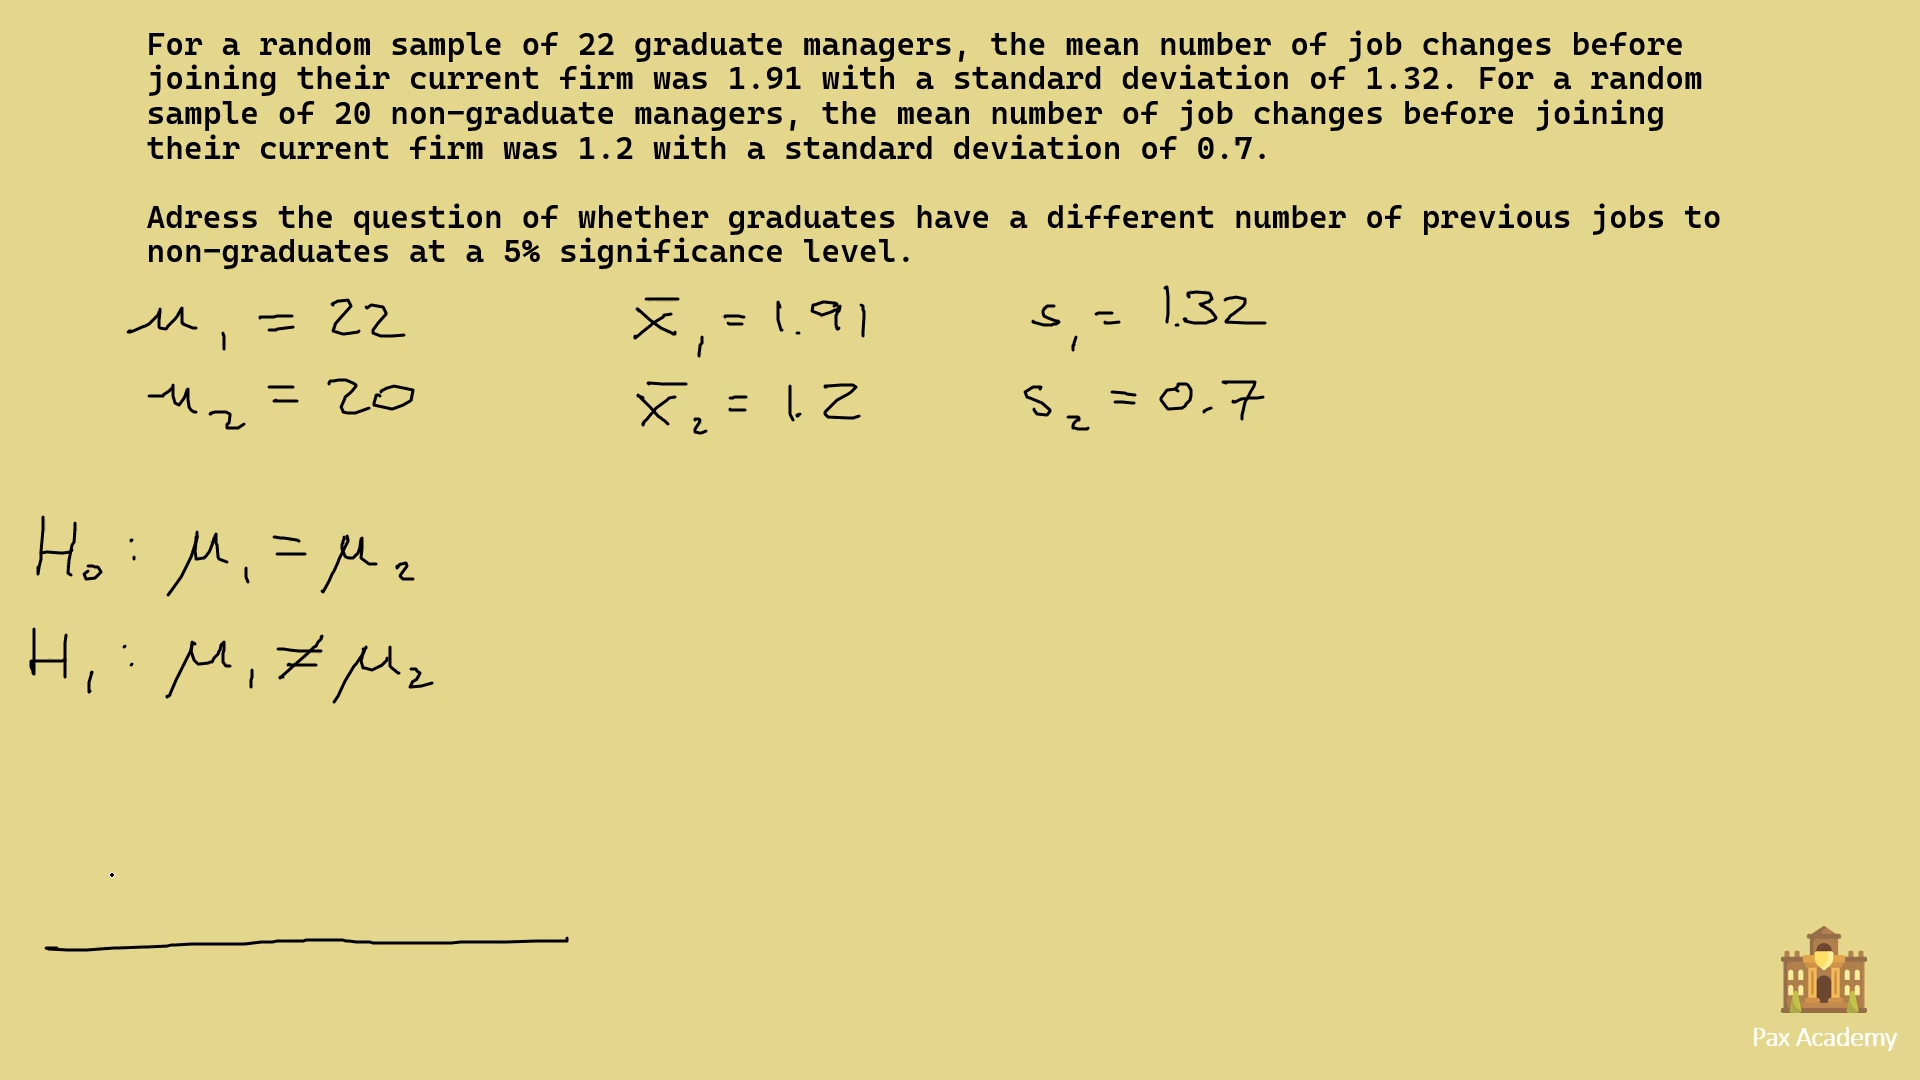 For a random sample of 22 graduate managers, the mean number of job changes before
joining their current firm was 1.91 with a standard deviation of 1.32. For a random
sample of 20 non-graduate managers, the mean number of job changes before joining
their current firm was 1.2 with a standard deviation of 0.7.
Adress the question of whether graduates have a different number of previous jobs to
non-graduates at a 5% significance level.
n₁ = 22 x̄₁ = 1.91 s₁ = 1.32
n₂ = 20 x̄₂ = 1.2 s₂ = 0.7
H₀ : μ₁ = μ₂
H₁ : μ₁ ≠ μ₂
Pax Academy